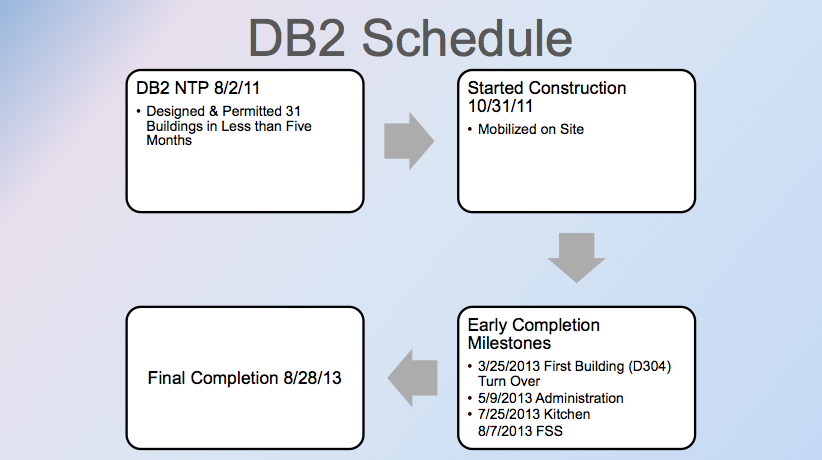 DB2 Schedule
DB2 NTP 8/2/11
• Designed & Permitted 31
Buildings in Less than Five
Months
Started Construction
10/31/11
• Mobilized on Site
Early Completion
Milestones
• 3/25/2013 First Building (D304)
Turn Over
• 5/9/2013 Administration
• 7/25/2013 Kitchen
8/7/2013 FSS
Final Completion 8/28/13